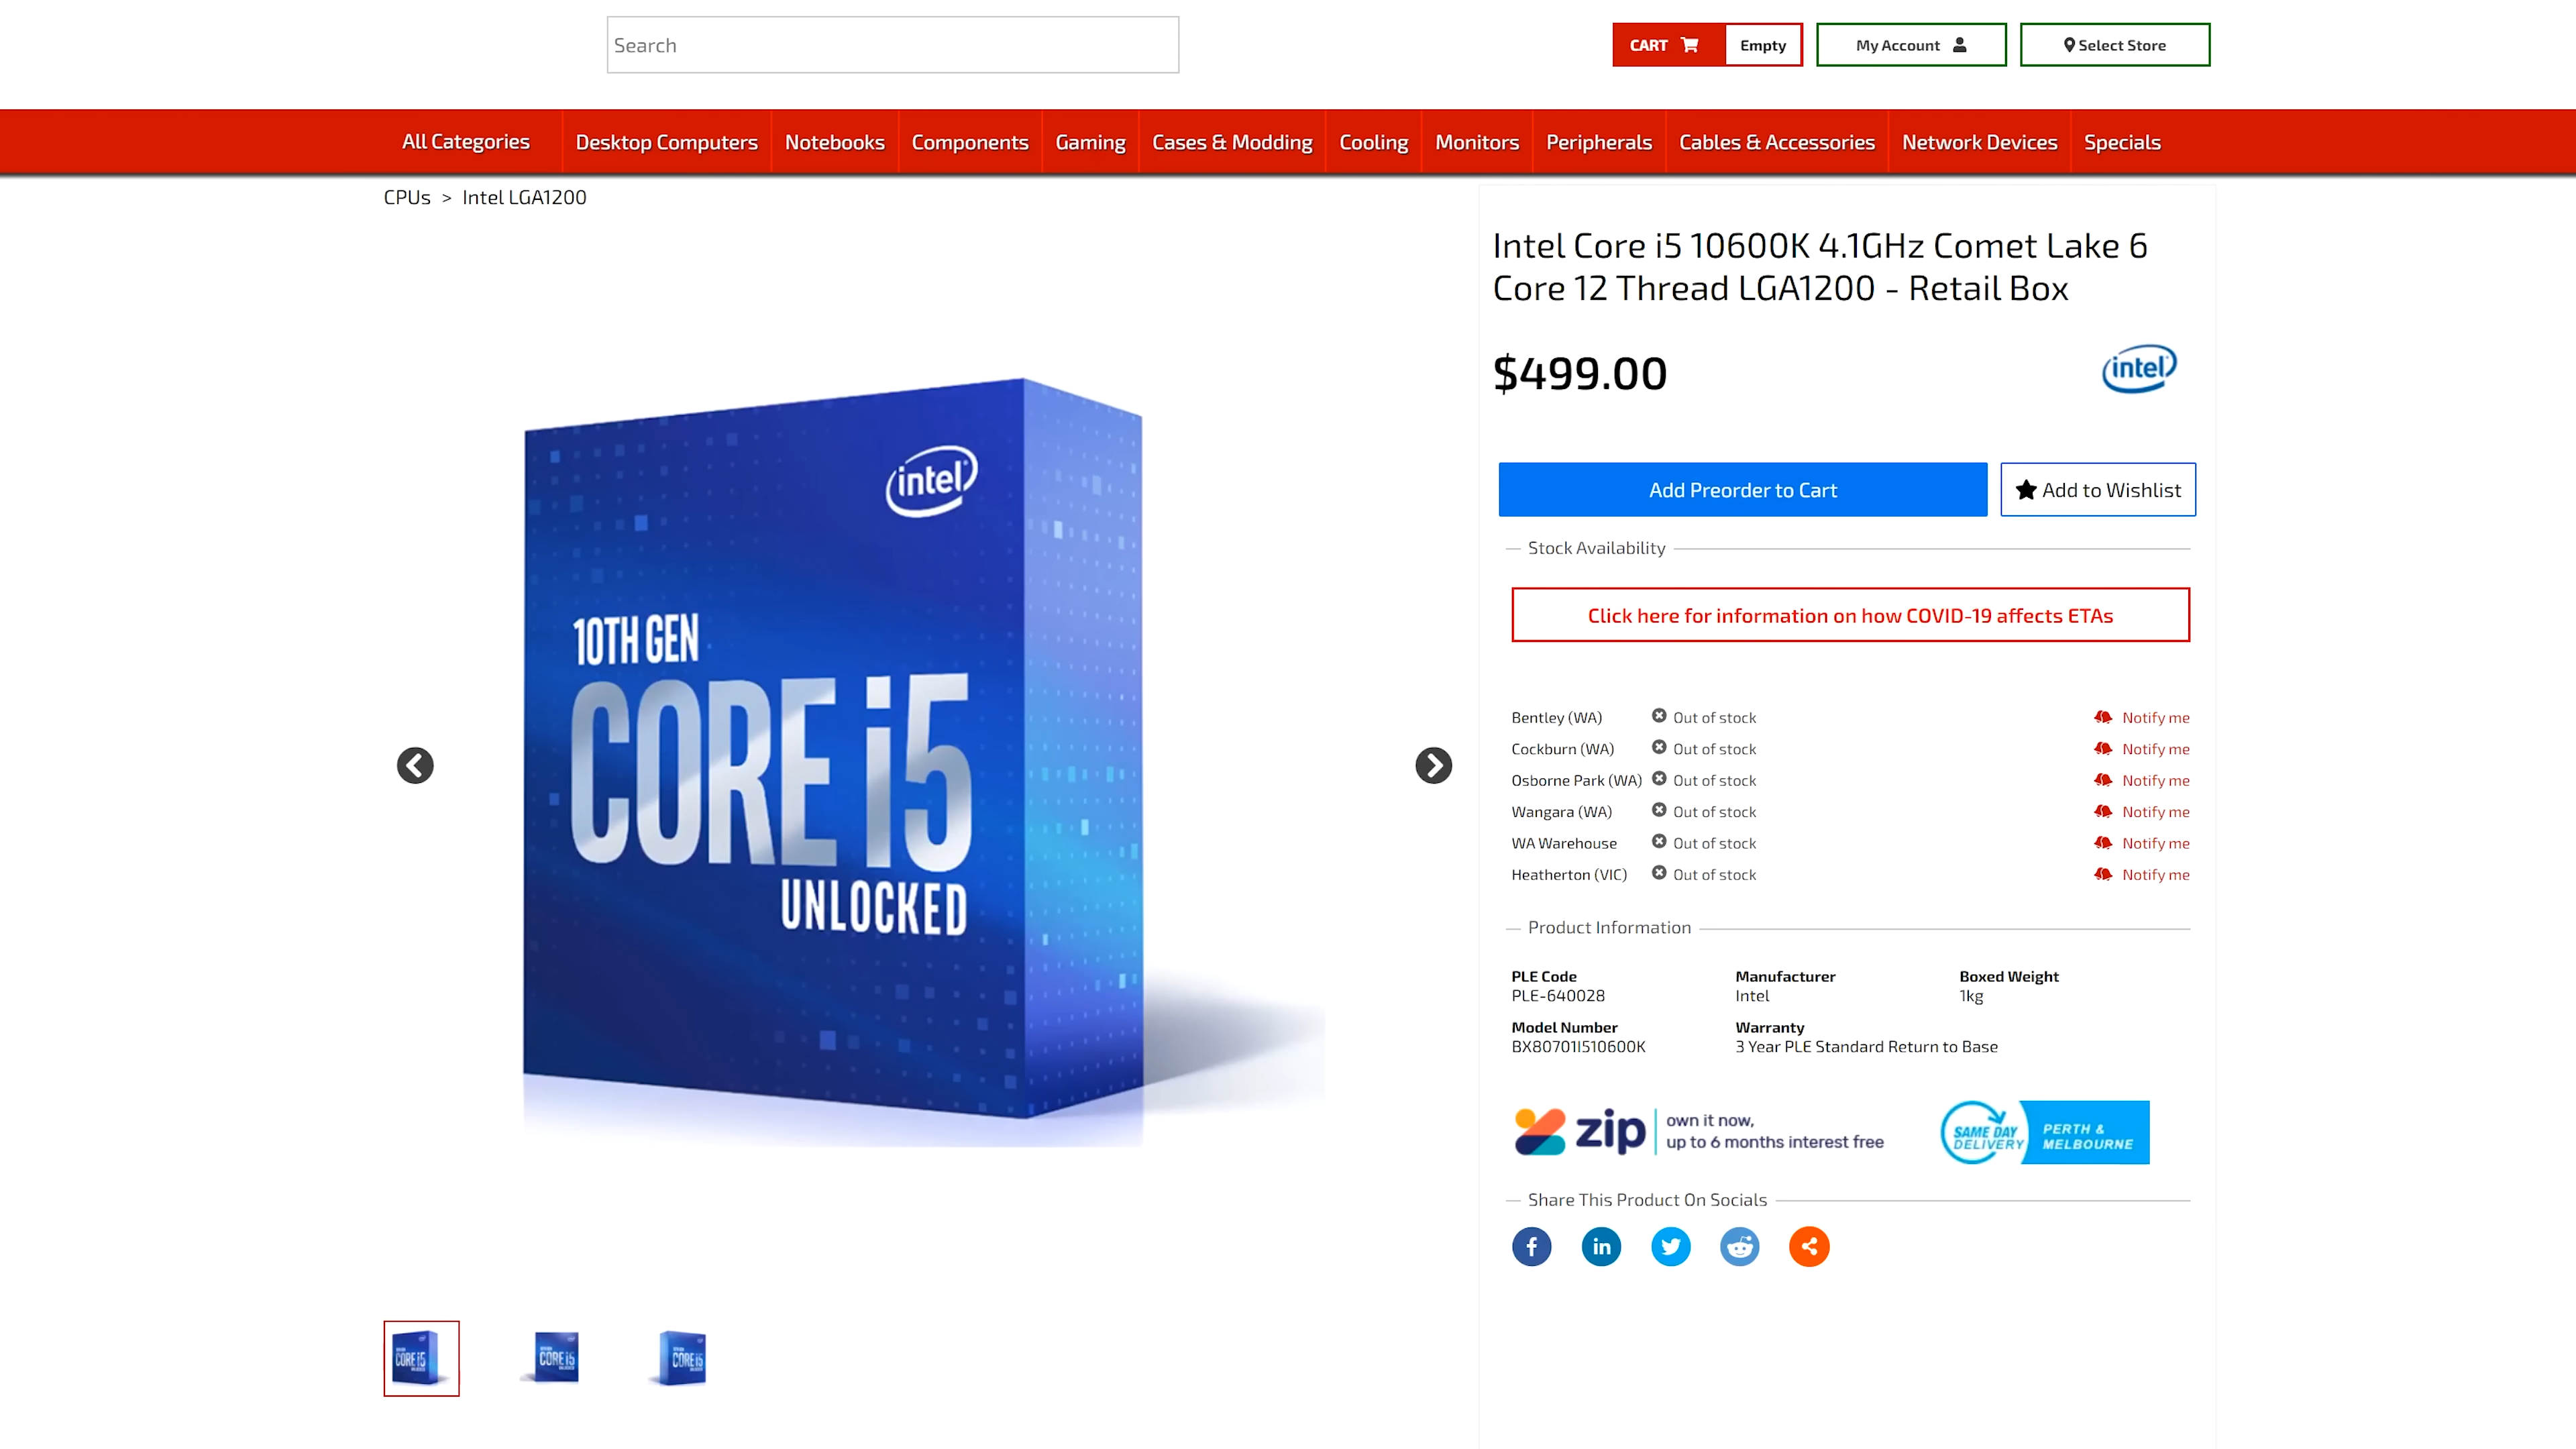 Search
CART
Empty
My Account
Select Store
All Categories
Desktop Computers
Notebooks
Components
Gaming
Cases & Modding
Cooling
Monitors
Peripherals
Cables & Accessories
Network Devices
Specials
CPUs > Intel LGA1200
intel
10TH GEN
CORE i5
UNLOCKED
CORE i5
CORE i5
CORE i5
Intel Core i5 10600K 4.1GHz Comet Lake 6
Core 12 Thread LGA1200 - Retail Box
$499.00
intel
Add Preorder to Cart
Add to Wishlist
Stock Availability
Click here for information on how COVID-19 affects ETAs
Bentley (WA) Out of stock Notify me
Cockburn (WA) Out of stock Notify me
Osborne Park (WA) Out of stock Notify me
Wangara (WA) Out of stock Notify me
WA Warehouse Out of stock Notify me
Heatherton (VIC) Out of stock Notify me
Product Information
PLE Code
PLE-640028
Manufacturer
Intel
Boxed Weight
1kg
Model Number
BX80701I510600K
Warranty
3 Year PLE Standard Return to Base
zip
own it now,
up to 6 months interest free
SAME DAY
DELIVERY
PERTH &
MELBOURNE
Share This Product On Socials